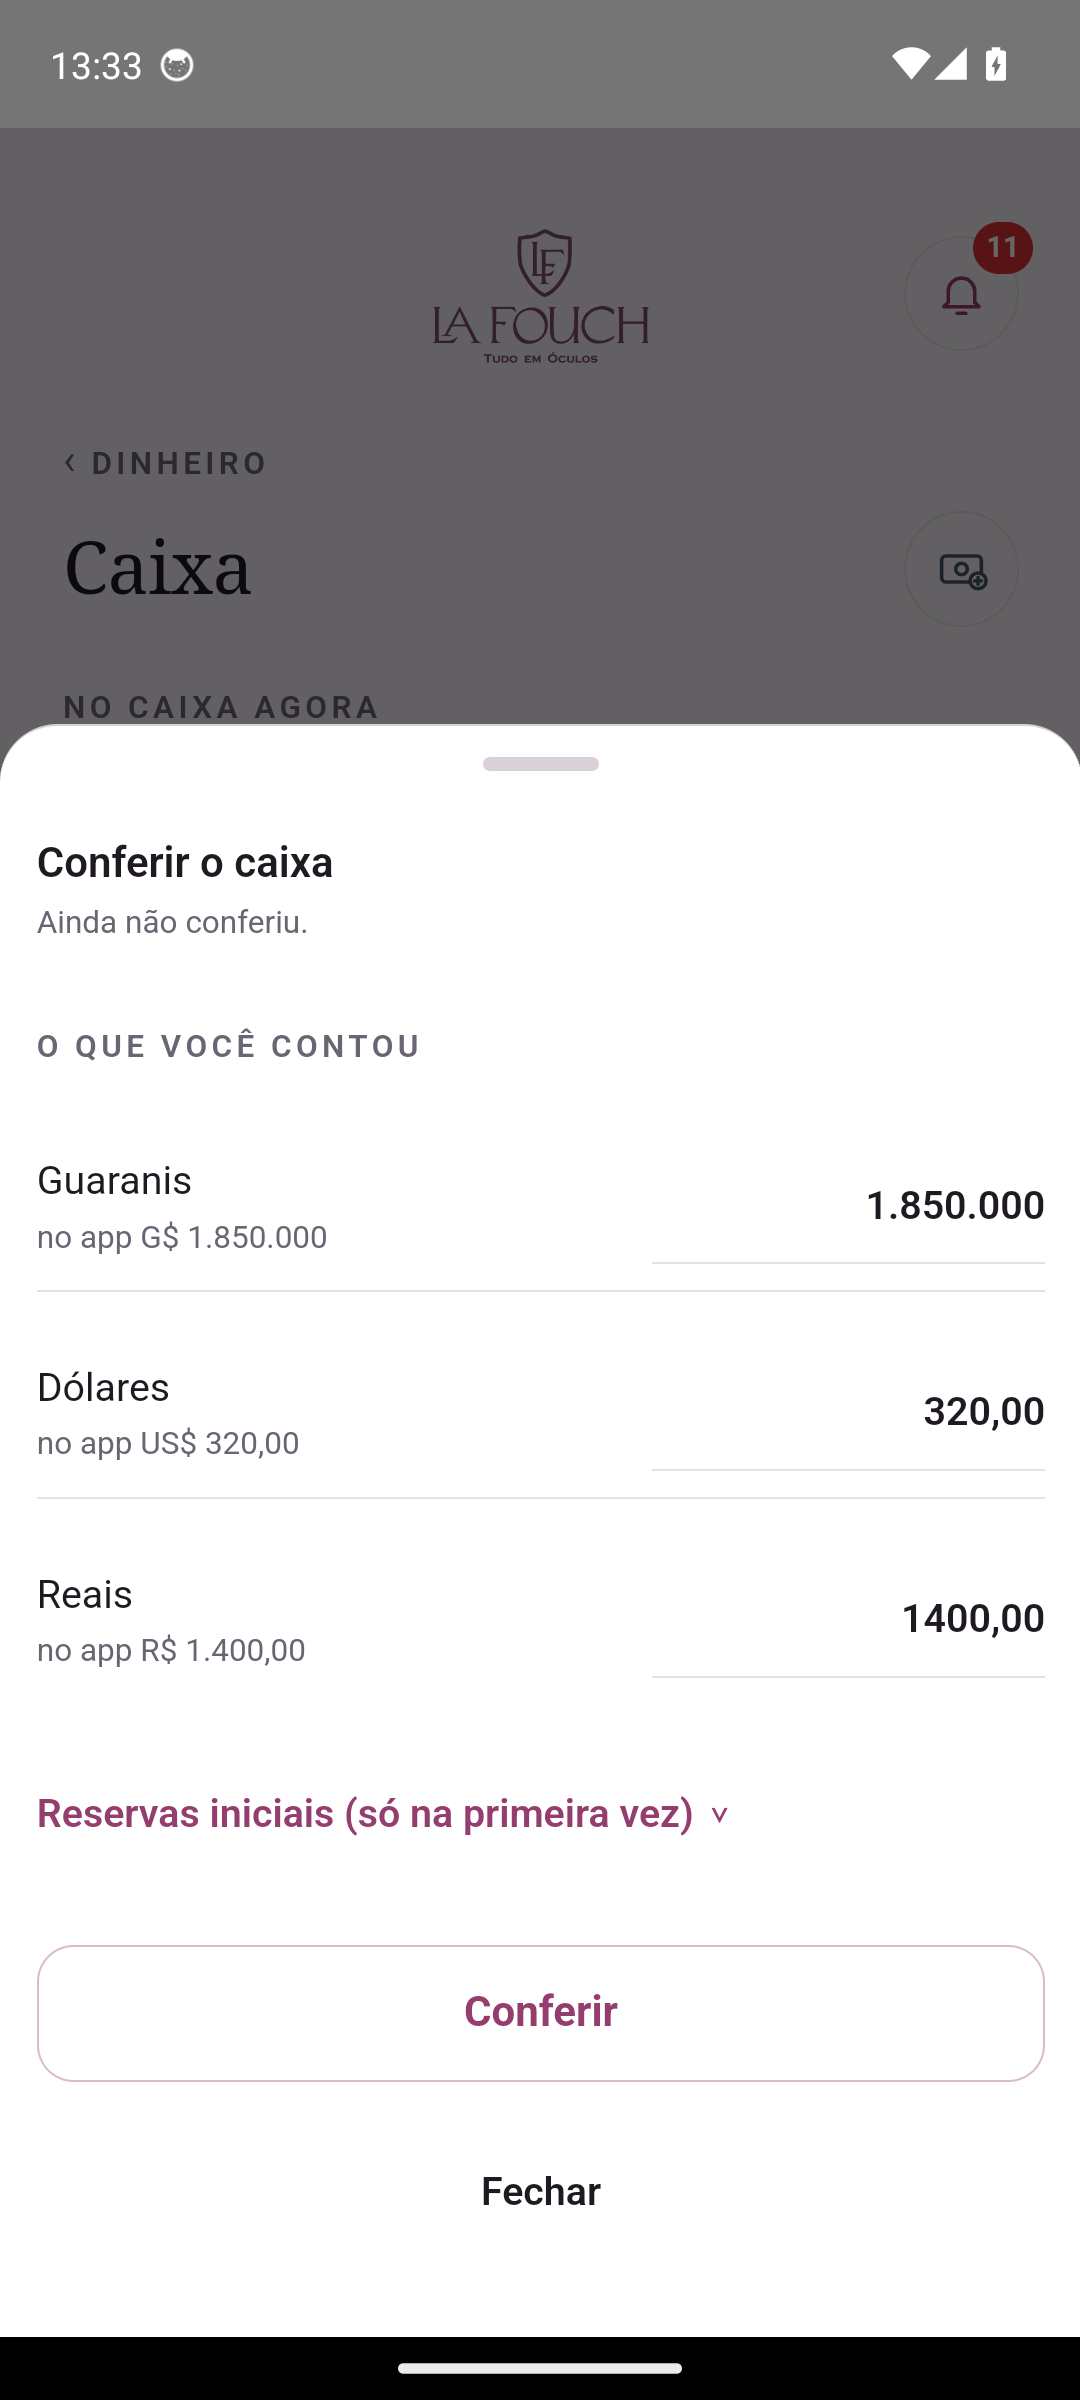 13:33
11
LF
LA FOUCH
TUDO EM ÓCULOS
‹ DINHEIRO
Caixa
NO CAIXA AGORA
Conferir o caixa
Ainda não conferiu.
O QUE VOCÊ CONTOU
Guaranis
1.850.000
no app G$ 1.850.000
Dólares
320,00
no app US$ 320,00
Reais
1400,00
no app R$ 1.400,00
Reservas iniciais (só na primeira vez)
Conferir
Fechar